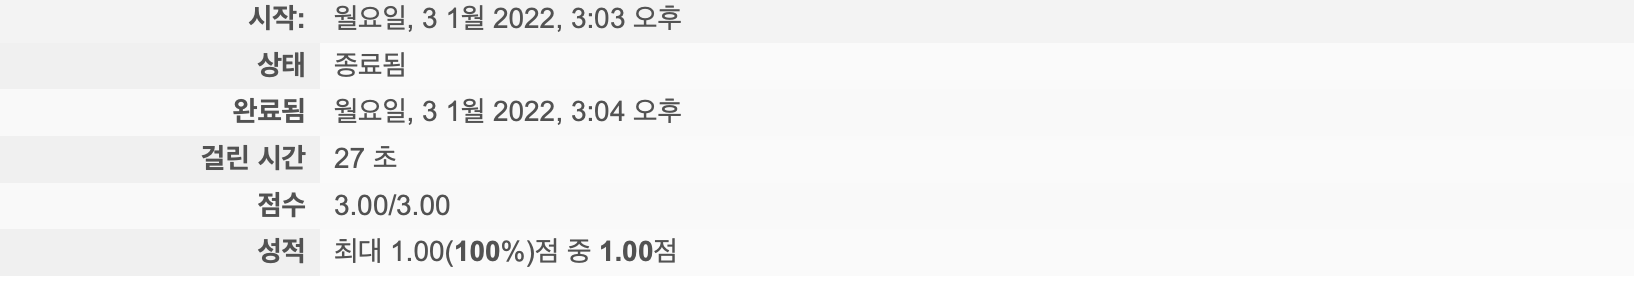 시작: 월요일, 3 1월 2022, 3:03 오후
상태 종료됨
완료됨 월요일, 3 1월 2022, 3:04 오후
걸린 시간 27 초
점수 3.00/3.00
성적 최대 1.00(100%)점 중 1.00점